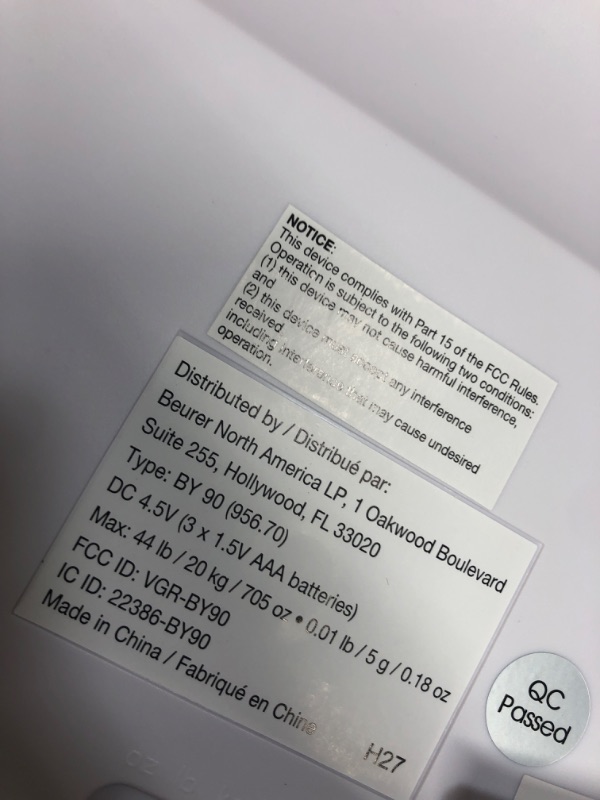 NOTICE:
This device complies with Part 15 of the FCC Rules.
Operation is subject to the following two conditions:
(1) this device may not cause harmful interference,
and
(2) this device must accept any interference
received
including interference that may cause undesired
operation.
Distributed by / Distribué par:
Beurer North America LP, 1 Oakwood Boulevard
Suite 255, Hollywood, FL 33020
Type: BY 90 (956.70)
DC 4.5V (3 x 1.5V AAA batteries)
Max: 44 lb / 20 kg / 705 oz • 0.01 lb / 5 g / 0.18 oz
FCC ID: VGR-BY90
IC ID: 22386-BY90
Made in China / Fabriqué en Chine
H27
QC
Passed
oz lb